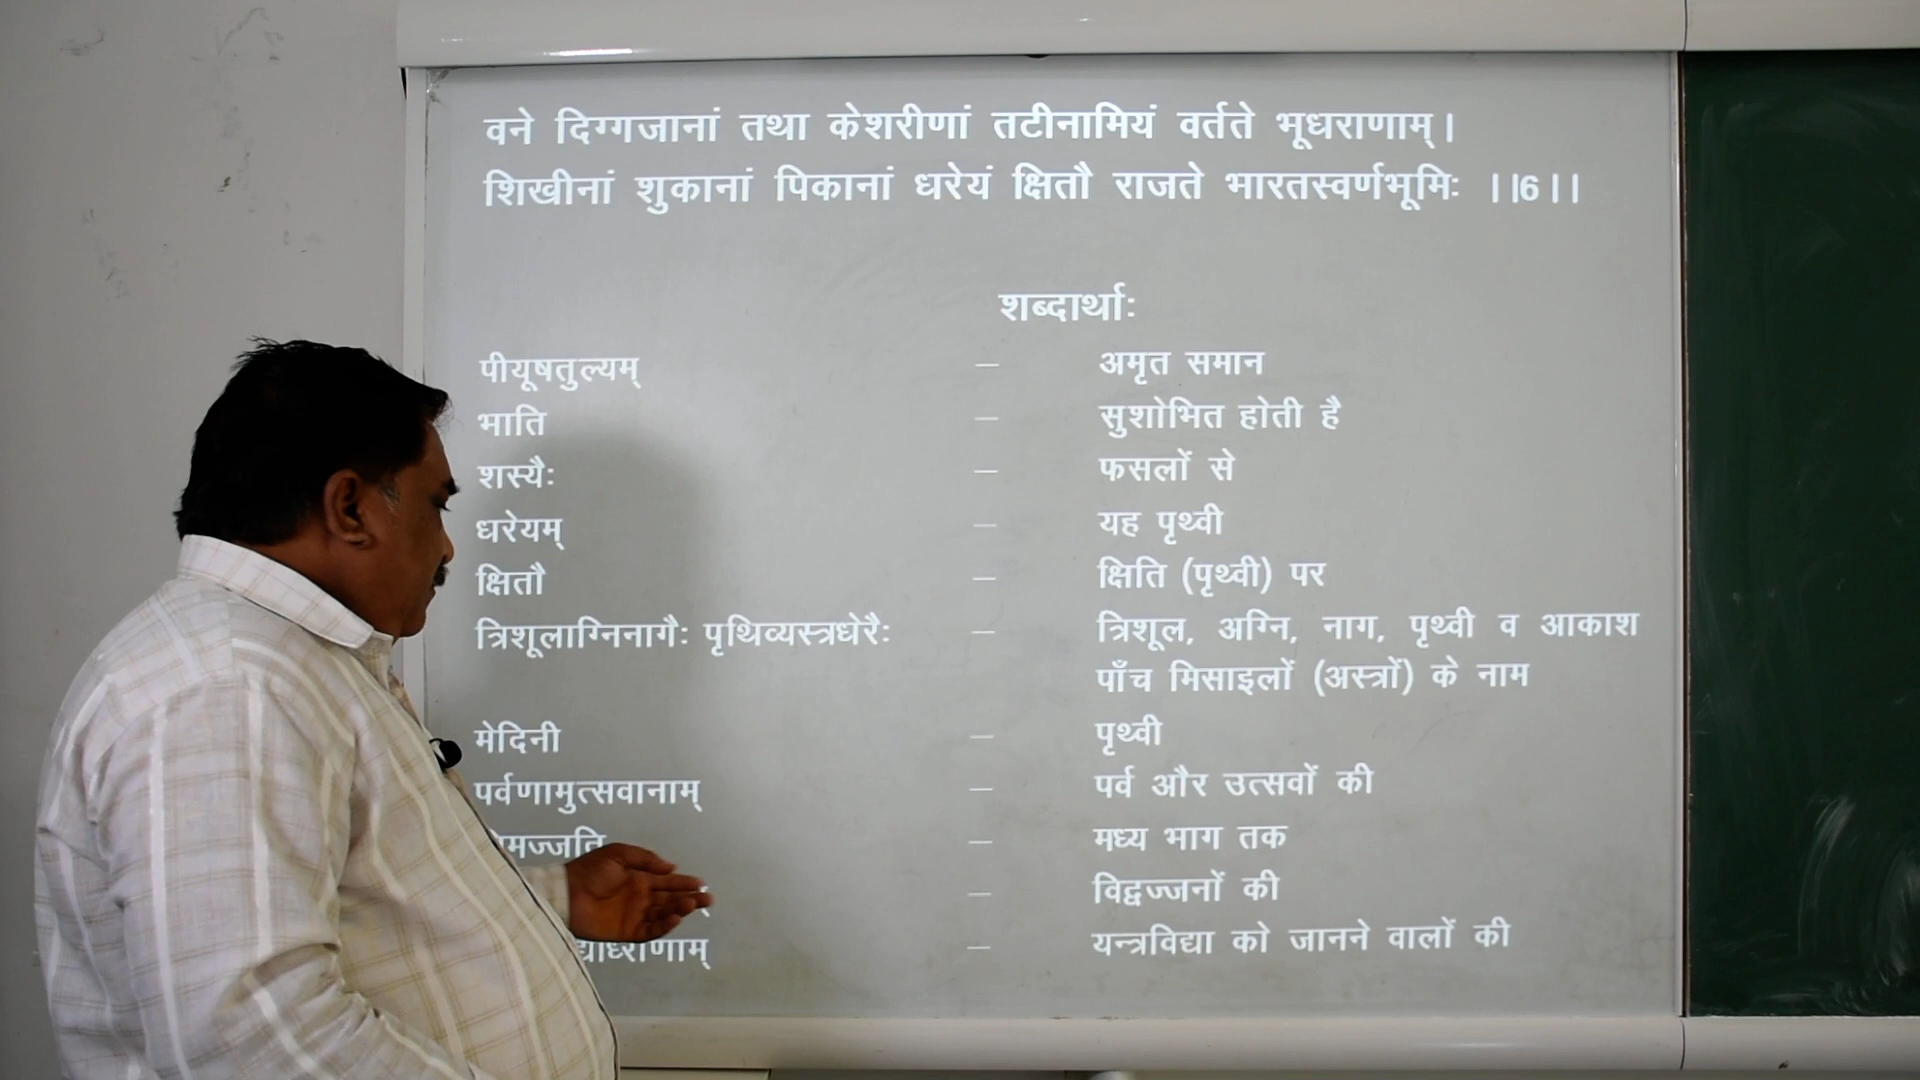 वने दिग्गजानां तथा केशरीणां तटीनामियं वर्तते भूधराणाम्।
शिखीनां शुकानां पिकानां धरेयं क्षितौ राजते भारतस्वर्णभूमिः ।।6।।
शब्दार्थाः
पीयूषतुल्यम् – अमृत समान
भाति – सुशोभित होती है
शस्यैः – फसलों से
धरेयम् – यह पृथ्वी
क्षितौ – क्षिति (पृथ्वी) पर
त्रिशूलाग्निनागैः पृथिव्यस्त्रधेरैः – त्रिशूल, अग्नि, नाग, पृथ्वी व आकाश
पाँच मिसाइलों (अस्त्रों) के नाम
मेदिनी – पृथ्वी
पर्वणामुत्सवानाम् – पर्व और उत्सवों की
– मध्य भाग तक
– विद्वज्जनों की
– यन्त्रविद्या को जानने वालों की